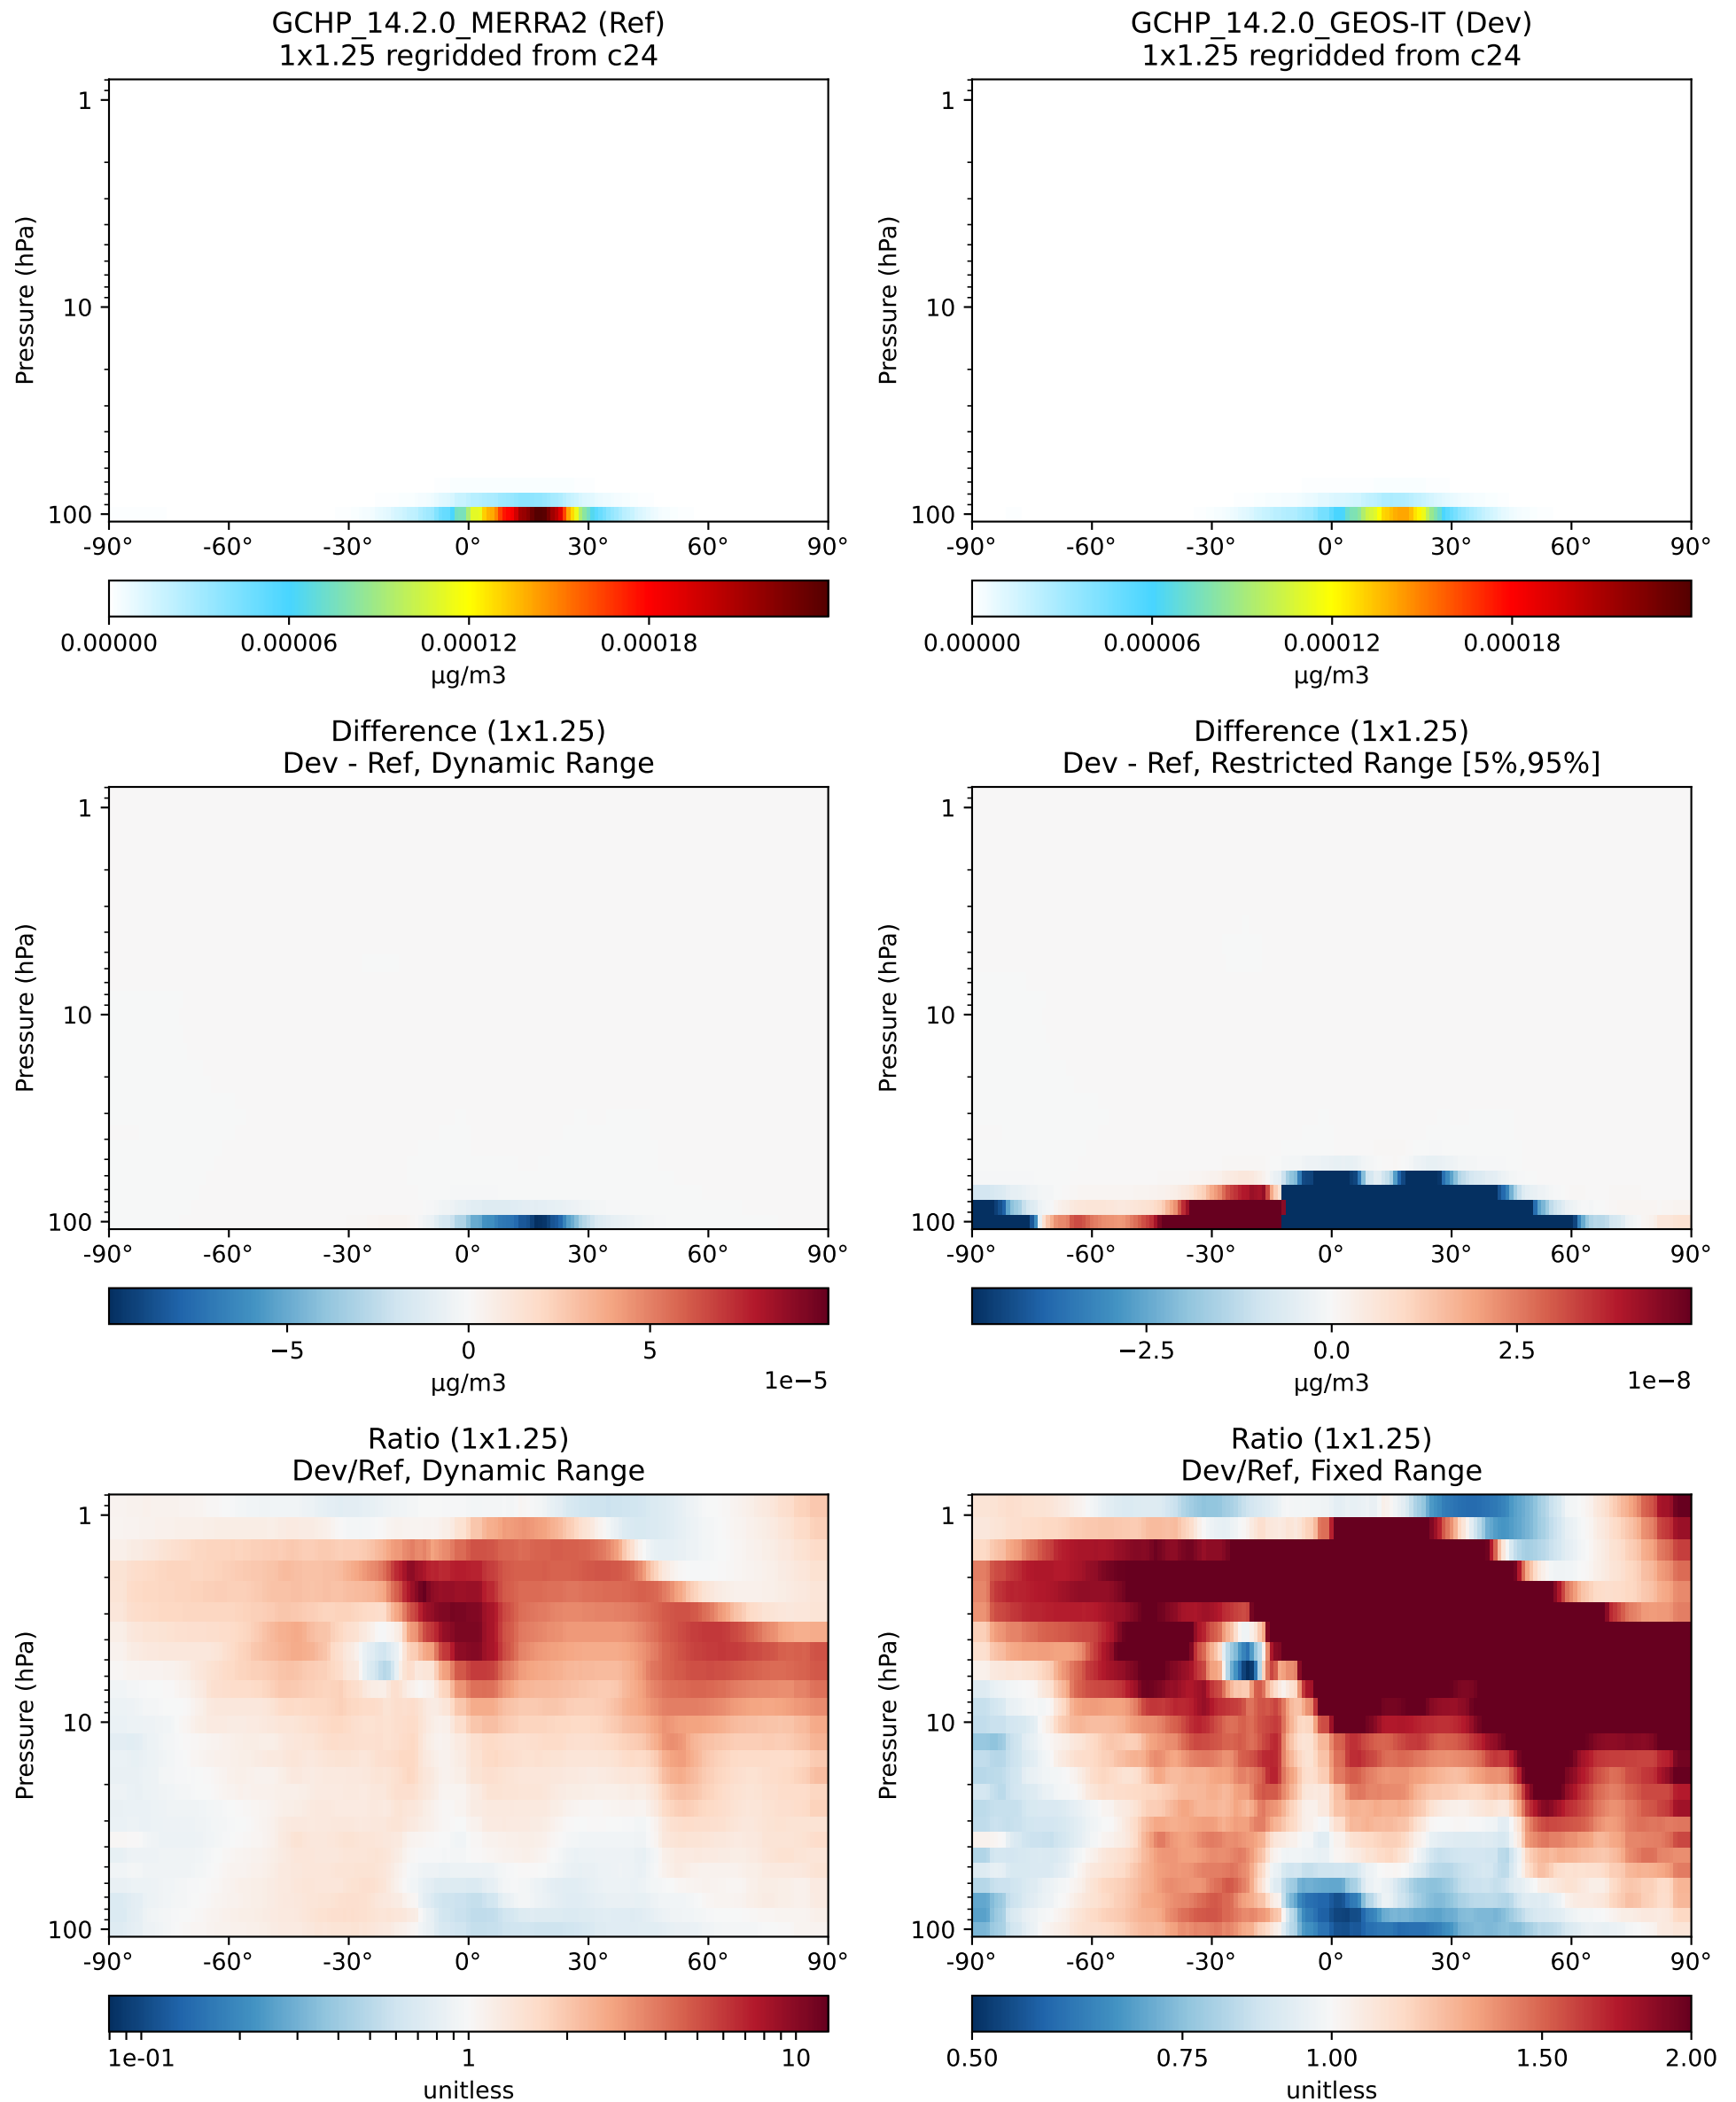 GCHP_14.2.0_MERRA2 (Ref)
1x1.25 regridded from c24
Pressure (hPa)
1
10
100
-90° -60° -30° 0° 30° 60° 90°
0.00000 0.00006 0.00012 0.00018
µg/m3
GCHP_14.2.0_GEOS-IT (Dev)
1x1.25 regridded from c24
Pressure (hPa)
1
10
100
-90° -60° -30° 0° 30° 60° 90°
0.00000 0.00006 0.00012 0.00018
µg/m3
Difference (1x1.25)
Dev - Ref, Dynamic Range
Pressure (hPa)
1
10
100
-90° -60° -30° 0° 30° 60° 90°
−5 0 5
µg/m3 1e−5
Difference (1x1.25)
Dev - Ref, Restricted Range [5%,95%]
Pressure (hPa)
1
10
100
-90° -60° -30° 0° 30° 60° 90°
−2.5 0.0 2.5
µg/m3 1e−8
Ratio (1x1.25)
Dev/Ref, Dynamic Range
Pressure (hPa)
1
10
100
-90° -60° -30° 0° 30° 60° 90°
1e-01 1 10
unitless
Ratio (1x1.25)
Dev/Ref, Fixed Range
Pressure (hPa)
1
10
100
-90° -60° -30° 0° 30° 60° 90°
0.50 0.75 1.00 1.50 2.00
unitless